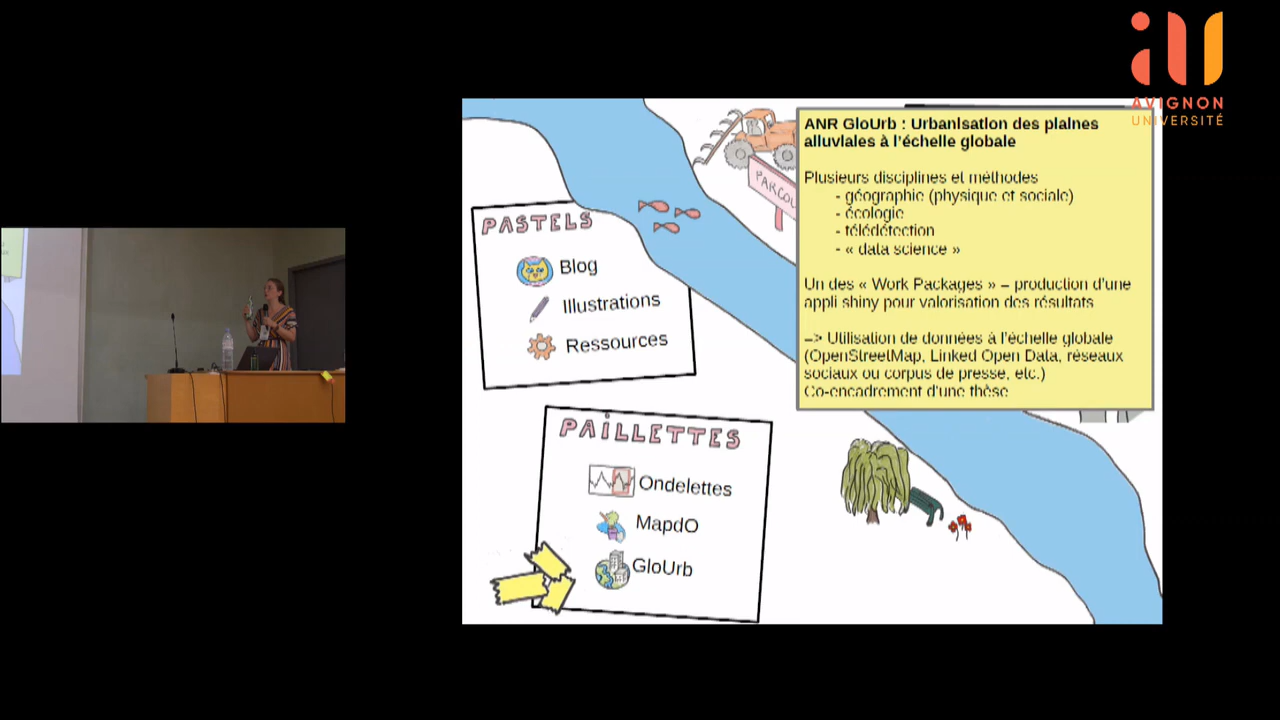 AVIGNON
UNIVERSITÉ
PARCOU
ANR GloUrb : Urbanisation des plaines
alluviales à l'échelle globale
Plusieurs disciplines et méthodes
- géographie (physique et sociale)
- écologie
- télédétection
- « data science »
Un des « Work Packages » – production d'une
appli shiny pour valorisation des résultats
–> Utilisation de données à l'échelle globale
(OpenStreetMap, Linked Open Data, réseaux
sociaux ou corpus de presse, etc.)
Co-encadrement d'une thèse
PASTELS
Blog
Illustrations
Ressources
PAILLETTES
Ondelettes
MapdO
GloUrb